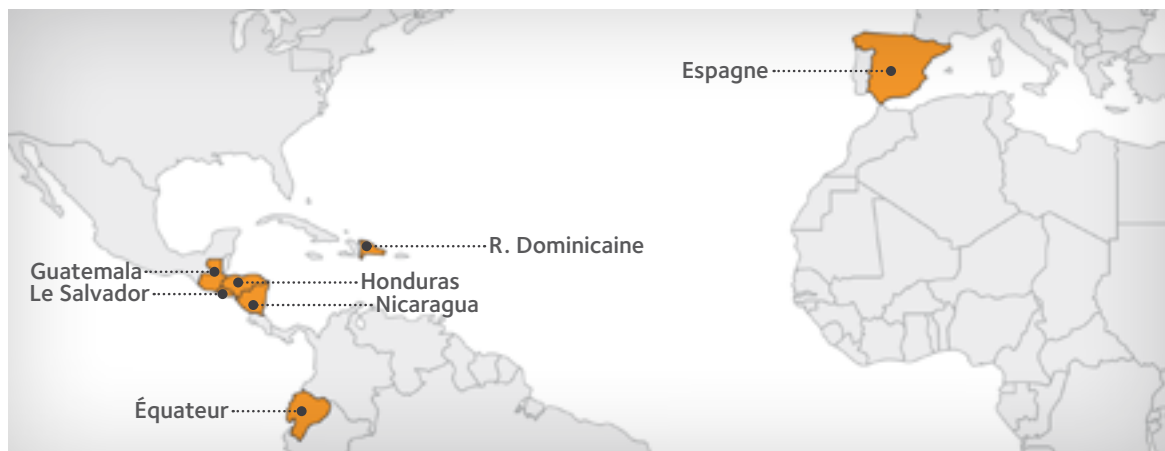 Espagne
R. Dominicaine
Guatemala
Honduras
Le Salvador
Nicaragua
Équateur